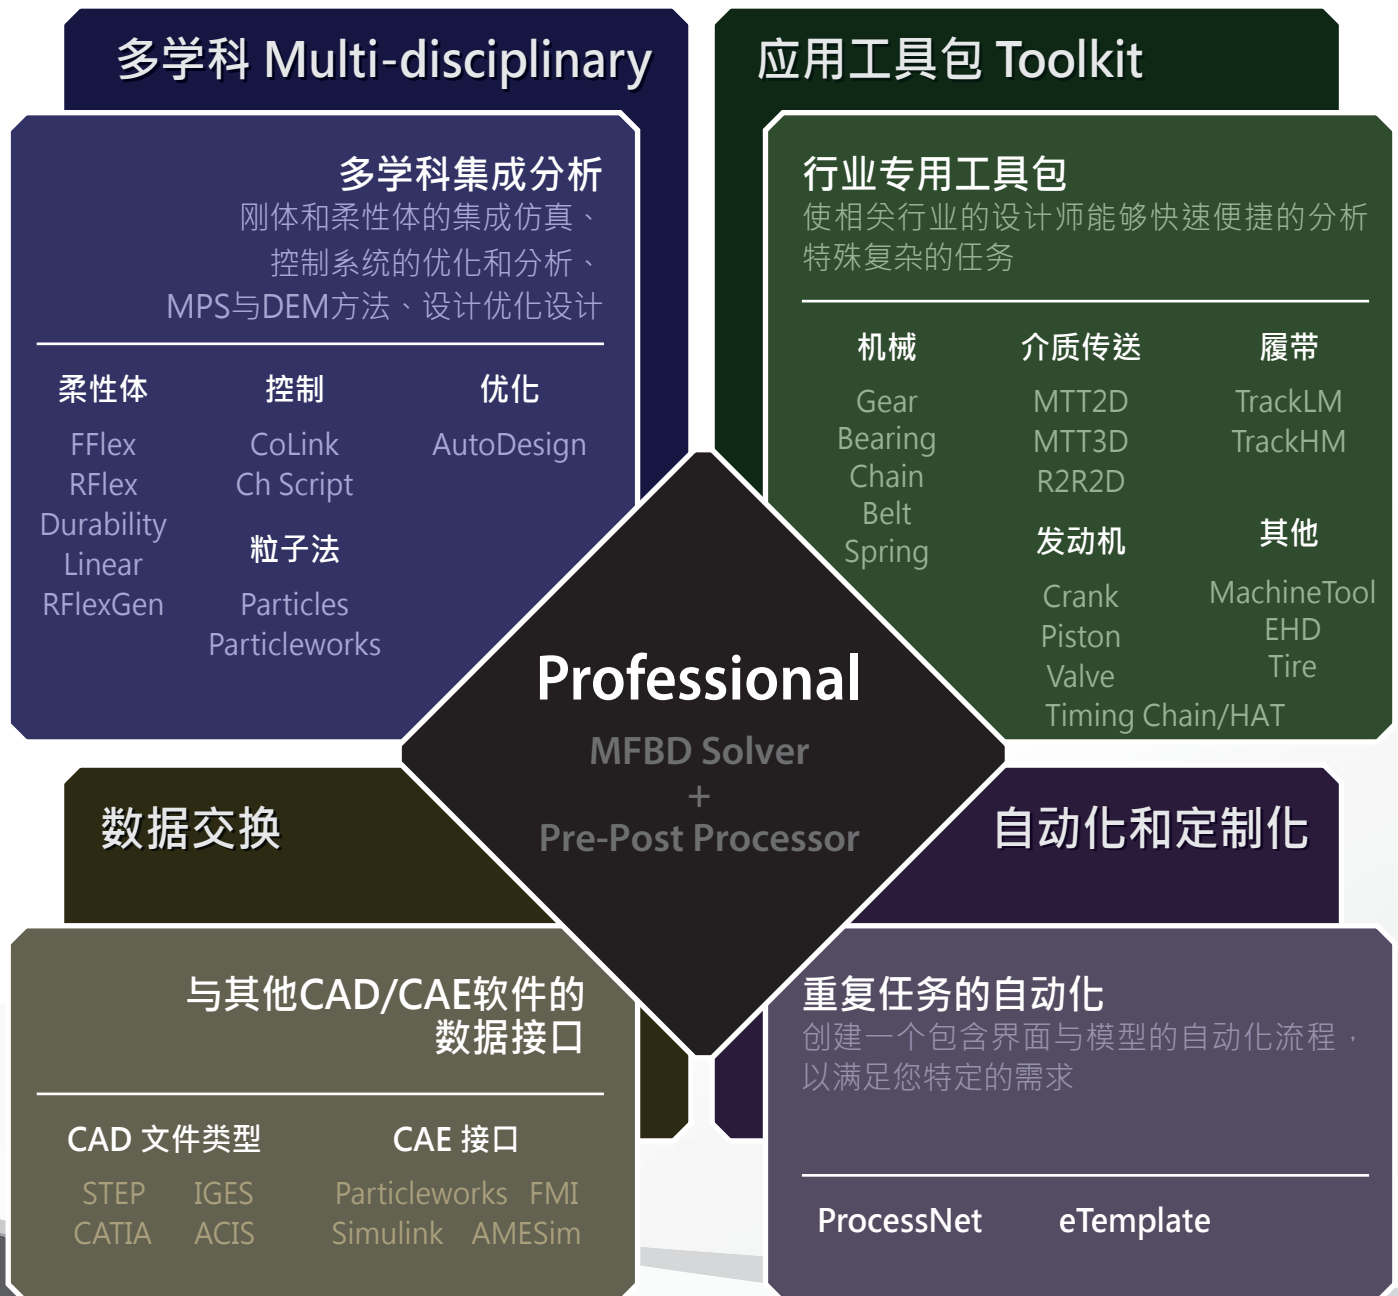 多学科 Multi-disciplinary
多学科集成分析
刚体和柔性体的集成仿真、
控制系统的优化和分析、
MPS与DEM方法、设计优化设计
柔性体
FFlex
RFlex
Durability
Linear
RFlexGen
控制
CoLink
Ch Script
粒子法
Particles
Particleworks
优化
AutoDesign
应用工具包 Toolkit
行业专用工具包
使相关行业的设计师能够快速便捷的分析
特殊复杂的任务
机械
Gear
Bearing
Chain
Belt
Spring
介质传送
MTT2D
MTT3D
R2R2D
发动机
Crank
Piston
Valve
Timing Chain/HAT
履带
TrackLM
TrackHM
其他
MachineTool
EHD
Tire
Professional
MFBD Solver
+
Pre-Post Processor
数据交换
与其他CAD/CAE软件的
数据接口
CAD 文件类型
STEP IGES
CATIA ACIS
CAE 接口
Particleworks FMI
Simulink AMESim
自动化和定制化
重复任务的自动化
创建一个包含界面与模型的自动化流程，
以满足您特定的需求
ProcessNet eTemplate